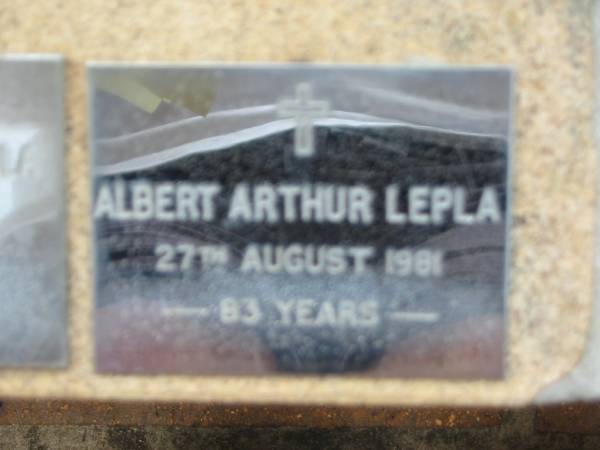 ALBERT ARTHUR LEPLA
27TH AUGUST 1981
— 83 YEARS —